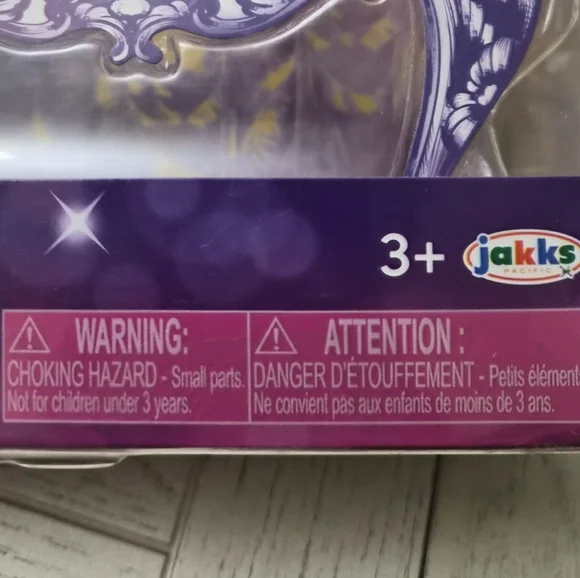 3+
jakks
PACIFIC
WARNING:
CHOKING HAZARD - Small parts.
Not for children under 3 years.
ATTENTION :
DANGER D'ÉTOUFFEMENT - Petits élément
Ne convient pas aux enfants de moins de 3 ans.